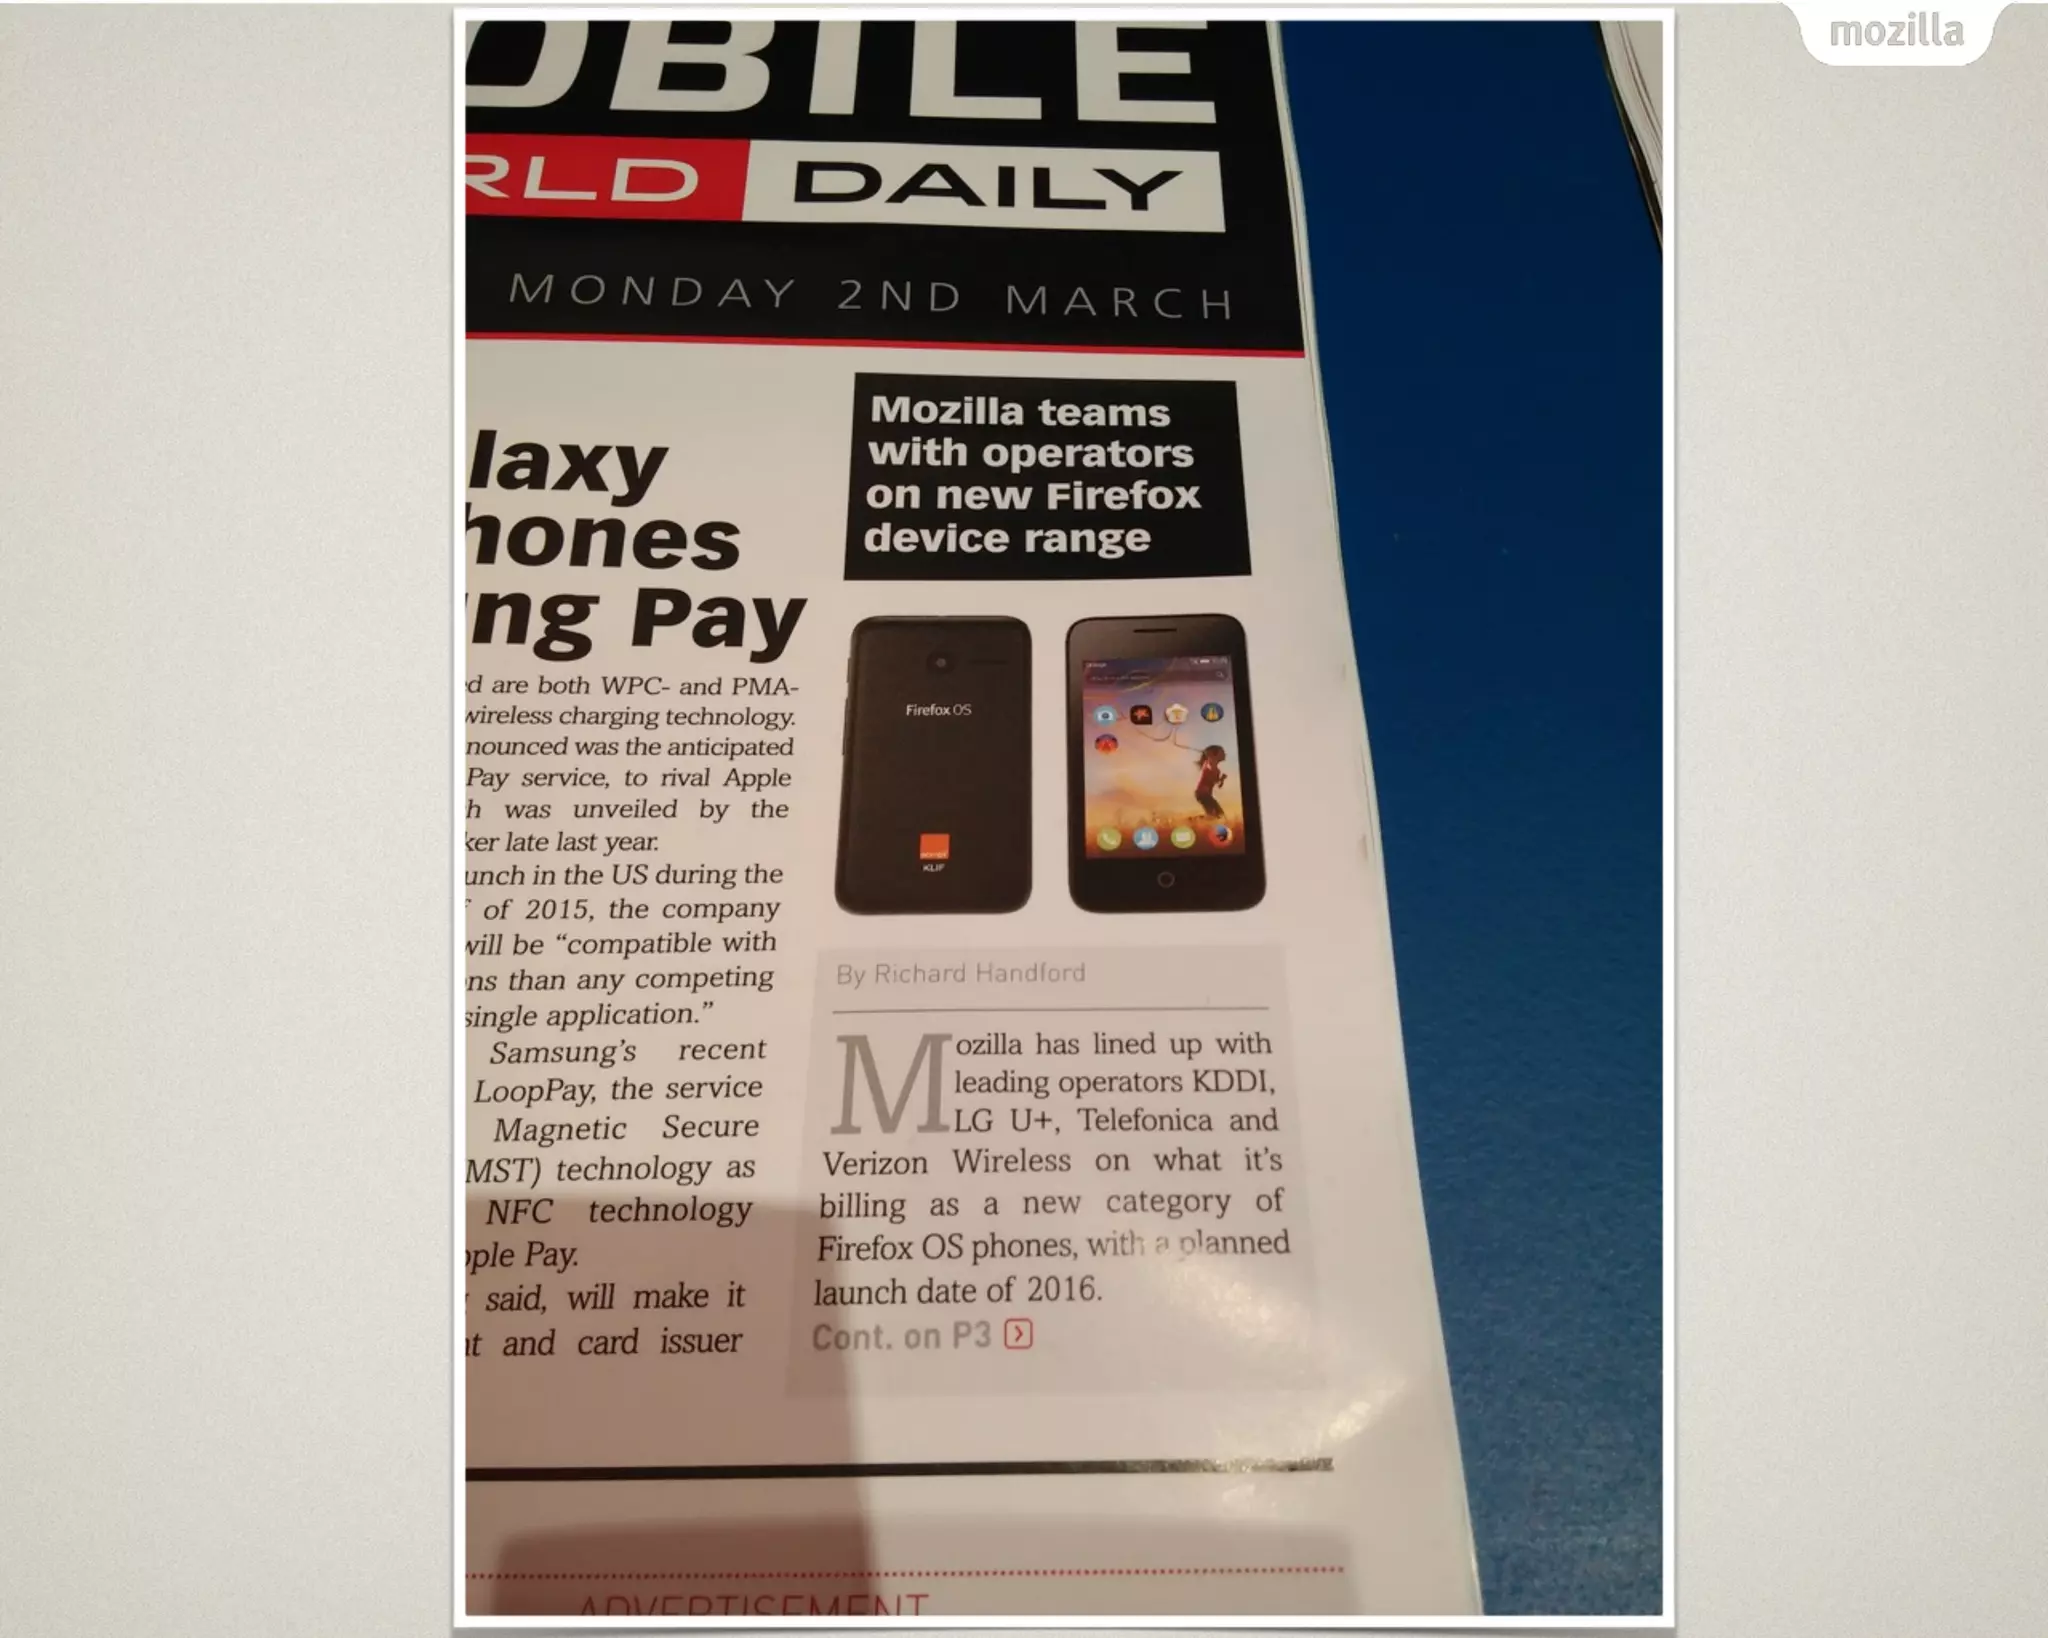 mozilla
OBILE
RLD DAILY
MONDAY 2ND MARCH
laxy
hones
ng Pay
ed are both WPC- and PMA-
wireless charging technology.
nounced was the anticipated
Pay service, to rival Apple
h was unveiled by the
ker late last year.
unch in the US during the
of 2015, the company
will be “compatible with
ns than any competing
single application.”
Samsung’s recent
LoopPay, the service
Magnetic Secure
MST) technology as
NFC technology
pple Pay.
said, will make it
nt and card issuer
Mozilla teams
with operators
on new Firefox
device range
Firefox OS
KLIF
By Richard Handford
Mozilla has lined up with
leading operators KDDI,
LG U+, Telefonica and
Verizon Wireless on what it’s
billing as a new category of
Firefox OS phones, with a planned
launch date of 2016.
Cont. on P3
ADVERTISEMENT